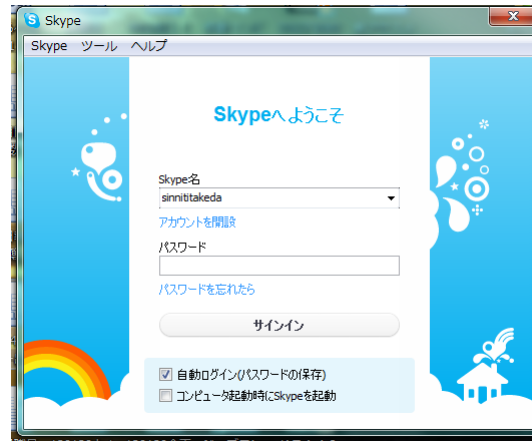 Skype
Skype ツール ヘルプ
Skypeへようこそ
Skype名
sinnititakeda
アカウントを開設
パスワード
パスワードを忘れたら
サインイン
自動ログイン(パスワードの保存)
コンピュータ起動時にSkypeを起動